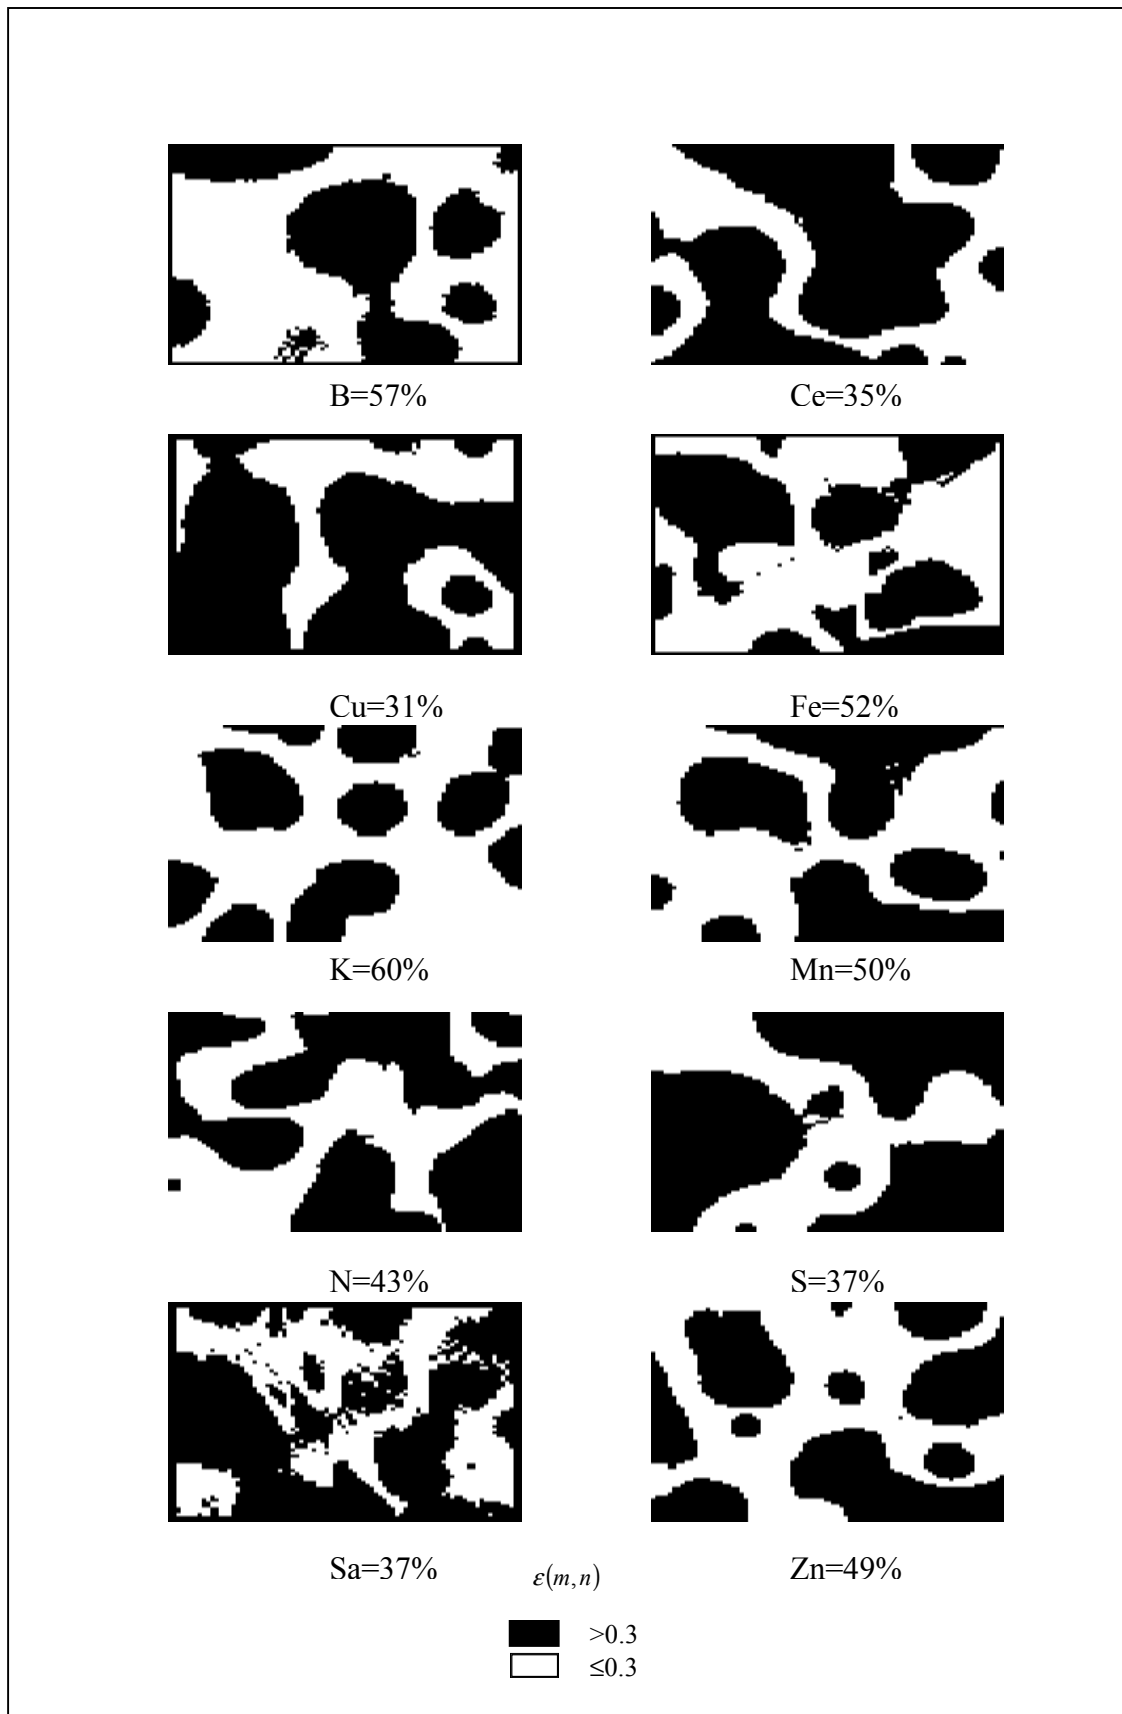 B=57%
Ce=35%
Cu=31%
Fe=52%
K=60%
Mn=50%
N=43%
S=37%
Sa=37%
ε(m,n)
Zn=49%
>0.3
≤0.3